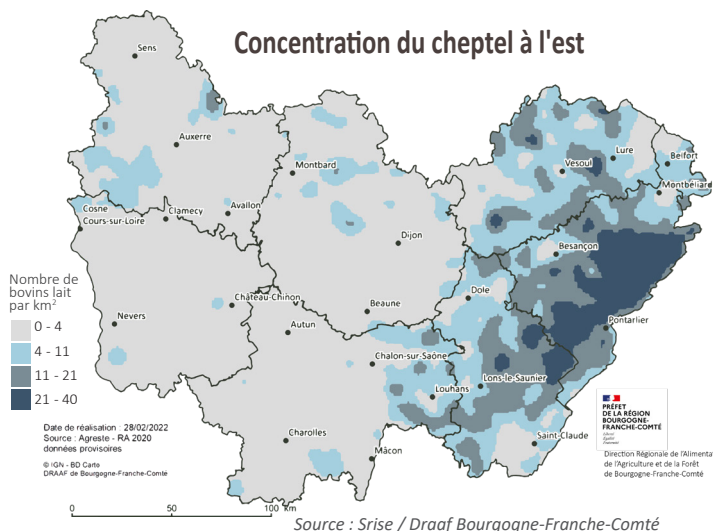 Concentration du cheptel à l'est
Sens
Auxerre
Montbard
Vesoul
Lure
Belfort
Montbéliard
Avallon
Clamecy
Cosne
Cours-sur-Loire
Dijon
Besançon
Nombre de
bovins lait
par km²
0 - 4
4 - 11
11 - 21
21 - 40
Nevers
Château-Chinon
Beaune
Dole
Autun
Pontarlier
Chalon-sur-Saône
Louhans
Lons-le-Saunier
Charolles
Mâcon
Saint-Claude
PRÉFET
DE LA RÉGION
BOURGOGNE-
FRANCHE-COMTÉ
Liberté
Égalité
Fraternité
Direction Régionale de l'Alimenta
de l'Agriculture et de la Forêt
de Bourgogne-Franche-Comté
Date de réalisation : 28/02/2022
Source : Agreste - RA 2020
données provisoires
© IGN - BD Carto
DRAAF de Bourgogne-Franche-Comté
0 50 100 km
Source : Srise / Draaf Bourgogne-Franche-Comté